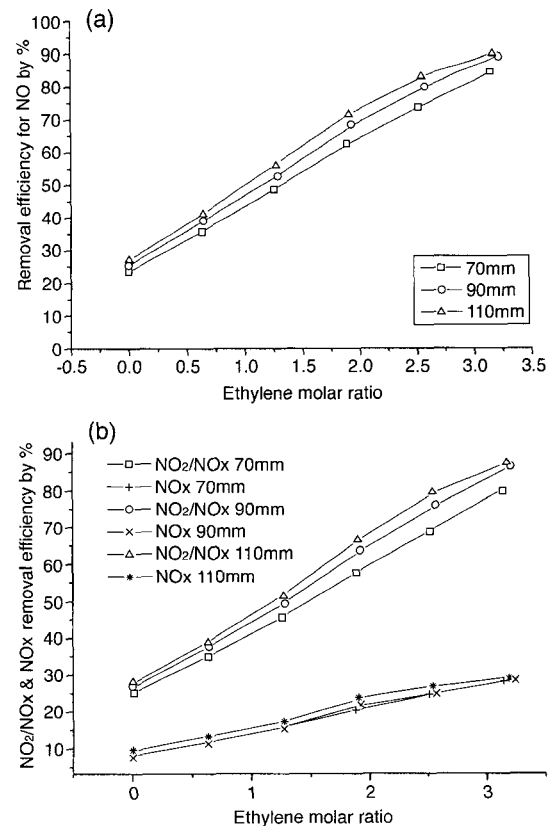 (a)
Removal efficiency for NO by %
100
90
80
70
60
50
40
30
20
10
0
70mm
90mm
110mm
-0.5 0.0 0.5 1.0 1.5 2.0 2.5 3.0 3.5
Ethylene molar ratio
(b)
NO2/NOx & NOx removal efficiency by %
90
80
70
60
50
40
30
20
10
NO2/NOx 70mm
NOx 70mm
NO2/NOx 90mm
NOx 90mm
NO2/NOx 110mm
NOx 110mm
0 1 2 3
Ethylene molar ratio